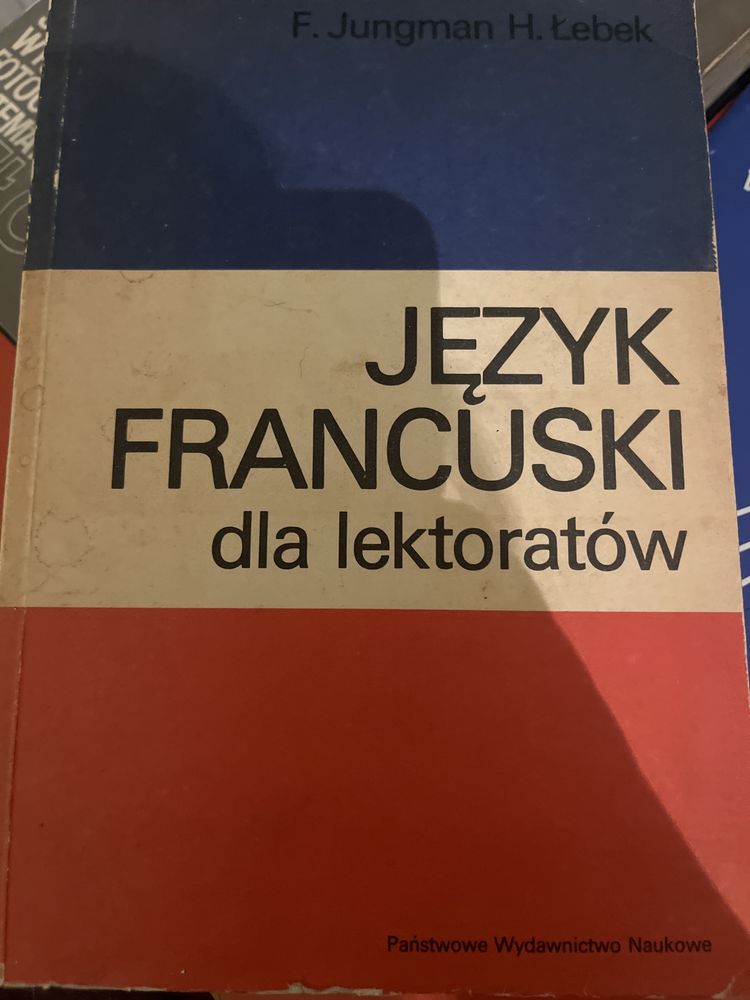 F. Jungman H. Łebek
JĘZYK
FRANCUSKI
dla lektoratów
Państwowe Wydawnictwo Naukowe